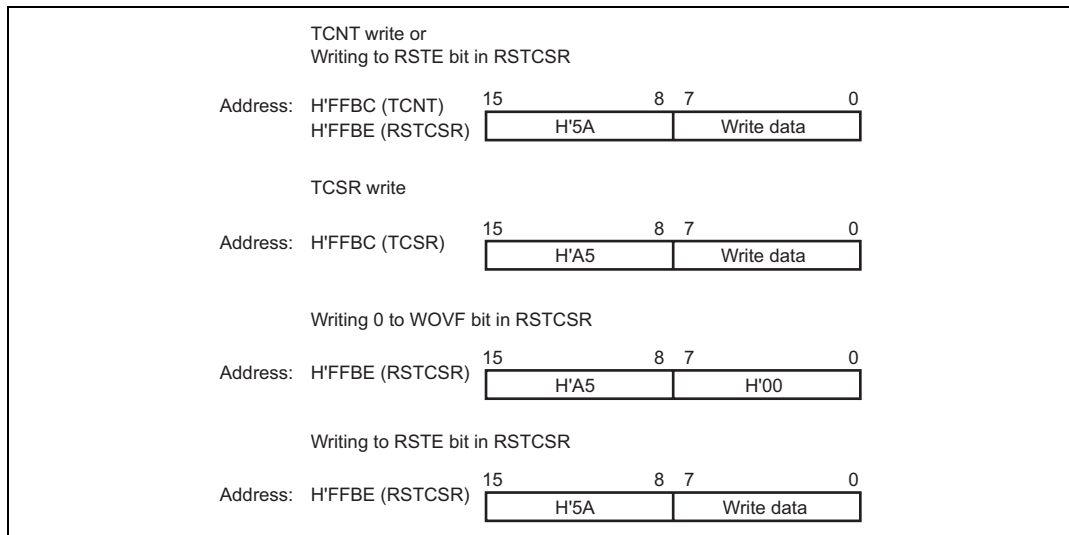 TCNT write or
Writing to RSTE bit in RSTCSR
Address: H'FFBC (TCNT) 15 8 7 0
H'FFBE (RSTCSR) H'5A Write data
TCSR write
15 8 7 0
Address: H'FFBC (TCSR) H'A5 Write data
Writing 0 to WOVF bit in RSTCSR
15 8 7 0
Address: H'FFBE (RSTCSR) H'A5 H'00
Writing to RSTE bit in RSTCSR
15 8 7 0
Address: H'FFBE (RSTCSR) H'5A Write data